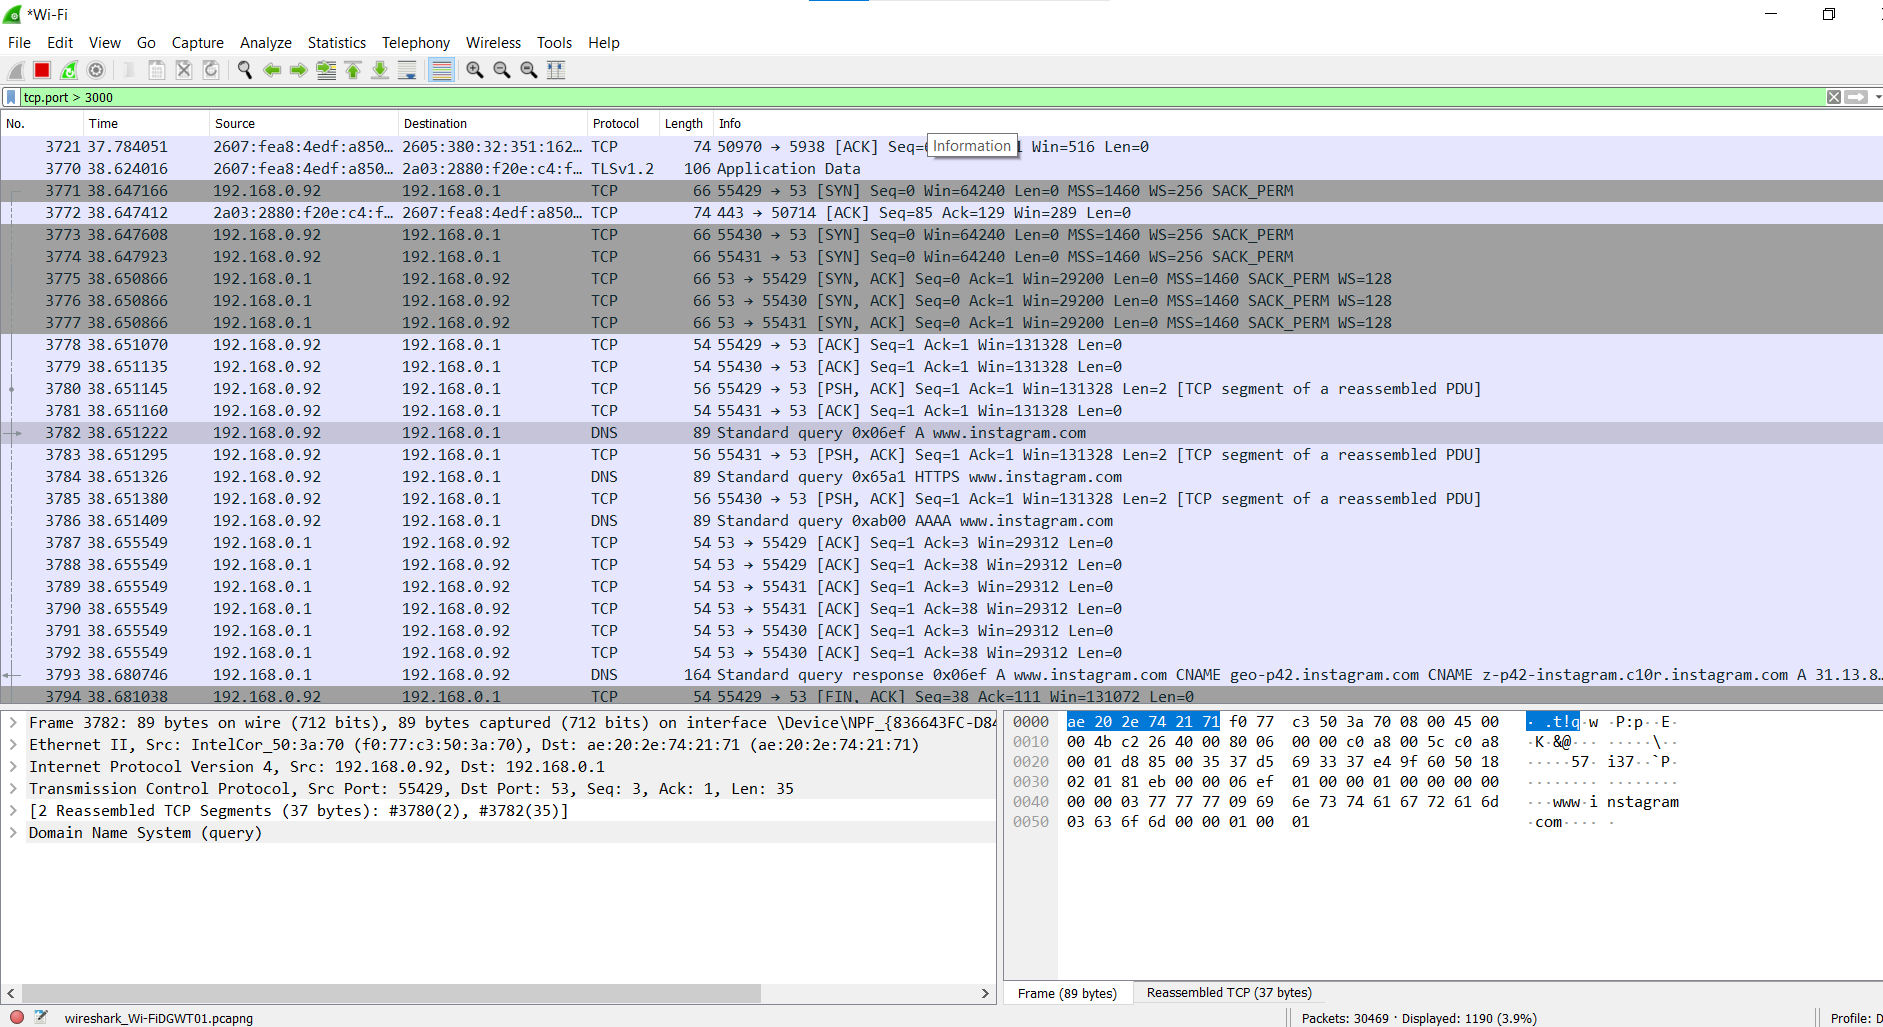 *Wi-Fi
File Edit View Go Capture Analyze Statistics Telephony Wireless Tools Help
tcp.port > 3000
No. Time Source Destination Protocol Length Info
Information
3721 37.784051 2607:fea8:4edf:a850… 2605:380:32:351:162… TCP 74 50970 → 5938 [ACK] Win=516 Len=0
3770 38.624016 2607:fea8:4edf:a850… 2a03:2880:f20e:c4:f… TLSv1.2 106 Application Data
3771 38.647166 192.168.0.92 192.168.0.1 TCP 66 55429 → 53 [SYN] Seq=0 Win=64240 Len=0 MSS=1460 WS=256 SACK_PERM
3772 38.647412 2a03:2880:f20e:c4:f… 2607:fea8:4edf:a850… TCP 74 443 → 50714 [ACK] Seq=85 Ack=129 Win=289 Len=0
3773 38.647608 192.168.0.92 192.168.0.1 TCP 66 55430 → 53 [SYN] Seq=0 Win=64240 Len=0 MSS=1460 WS=256 SACK_PERM
3774 38.647923 192.168.0.92 192.168.0.1 TCP 66 55431 → 53 [SYN] Seq=0 Win=64240 Len=0 MSS=1460 WS=256 SACK_PERM
3775 38.650866 192.168.0.1 192.168.0.92 TCP 66 53 → 55429 [SYN, ACK] Seq=0 Ack=1 Win=29200 Len=0 MSS=1460 SACK_PERM WS=128
3776 38.650866 192.168.0.1 192.168.0.92 TCP 66 53 → 55430 [SYN, ACK] Seq=0 Ack=1 Win=29200 Len=0 MSS=1460 SACK_PERM WS=128
3777 38.650866 192.168.0.1 192.168.0.92 TCP 66 53 → 55431 [SYN, ACK] Seq=0 Ack=1 Win=29200 Len=0 MSS=1460 SACK_PERM WS=128
3778 38.651070 192.168.0.92 192.168.0.1 TCP 54 55429 → 53 [ACK] Seq=1 Ack=1 Win=131328 Len=0
3779 38.651135 192.168.0.92 192.168.0.1 TCP 54 55430 → 53 [ACK] Seq=1 Ack=1 Win=131328 Len=0
3780 38.651145 192.168.0.92 192.168.0.1 TCP 56 55429 → 53 [PSH, ACK] Seq=1 Ack=1 Win=131328 Len=2 [TCP segment of a reassembled PDU]
3781 38.651160 192.168.0.92 192.168.0.1 TCP 54 55431 → 53 [ACK] Seq=1 Ack=1 Win=131328 Len=0
3782 38.651222 192.168.0.92 192.168.0.1 DNS 89 Standard query 0x06ef A www.instagram.com
3783 38.651295 192.168.0.92 192.168.0.1 TCP 56 55431 → 53 [PSH, ACK] Seq=1 Ack=1 Win=131328 Len=2 [TCP segment of a reassembled PDU]
3784 38.651326 192.168.0.92 192.168.0.1 DNS 89 Standard query 0x65a1 HTTPS www.instagram.com
3785 38.651380 192.168.0.92 192.168.0.1 TCP 56 55430 → 53 [PSH, ACK] Seq=1 Ack=1 Win=131328 Len=2 [TCP segment of a reassembled PDU]
3786 38.651409 192.168.0.92 192.168.0.1 DNS 89 Standard query 0xab00 AAAA www.instagram.com
3787 38.655549 192.168.0.1 192.168.0.92 TCP 54 53 → 55429 [ACK] Seq=1 Ack=3 Win=29312 Len=0
3788 38.655549 192.168.0.1 192.168.0.92 TCP 54 53 → 55429 [ACK] Seq=1 Ack=38 Win=29312 Len=0
3789 38.655549 192.168.0.1 192.168.0.92 TCP 54 53 → 55431 [ACK] Seq=1 Ack=3 Win=29312 Len=0
3790 38.655549 192.168.0.1 192.168.0.92 TCP 54 53 → 55431 [ACK] Seq=1 Ack=38 Win=29312 Len=0
3791 38.655549 192.168.0.1 192.168.0.92 TCP 54 53 → 55430 [ACK] Seq=1 Ack=3 Win=29312 Len=0
3792 38.655549 192.168.0.1 192.168.0.92 TCP 54 53 → 55430 [ACK] Seq=1 Ack=38 Win=29312 Len=0
3793 38.680746 192.168.0.1 192.168.0.92 DNS 164 Standard query response 0x06ef A www.instagram.com CNAME geo-p42.instagram.com CNAME z-p42-instagram.c10r.instagram.com A 31.13.8…
3794 38.681038 192.168.0.92 192.168.0.1 TCP 54 55429 → 53 [FIN, ACK] Seq=38 Ack=111 Win=131072 Len=0
Frame 3782: 89 bytes on wire (712 bits), 89 bytes captured (712 bits) on interface \Device\NPF_{836643FC-D84
Ethernet II, Src: IntelCor_50:3a:70 (f0:77:c3:50:3a:70), Dst: ae:20:2e:74:21:71 (ae:20:2e:74:21:71)
Internet Protocol Version 4, Src: 192.168.0.92, Dst: 192.168.0.1
Transmission Control Protocol, Src Port: 55429, Dst Port: 53, Seq: 3, Ack: 1, Len: 35
[2 Reassembled TCP Segments (37 bytes): #3780(2), #3782(35)]
Domain Name System (query)
0000 ae 20 2e 74 21 71 f0 77 c3 50 3a 70 08 00 45 00 · .t!q·w ·P:p··E·
0010 00 4b c2 26 40 00 80 06 00 00 c0 a8 00 5c c0 a8 ·K·&@··· ·····\··
0020 00 01 d8 85 00 35 37 d5 69 33 37 e4 9f 60 50 18 ·····57· i37··`P·
0030 02 01 81 eb 00 00 06 ef 01 00 00 01 00 00 00 00 ········ ········
0040 00 00 03 77 77 77 09 69 6e 73 74 61 67 72 61 6d ···www·i nstagram
0050 03 63 6f 6d 00 00 01 00 01 ·com···· ·
Frame (89 bytes) Reassembled TCP (37 bytes)
wireshark_Wi-FiDGWT01.pcapng Packets: 30469 · Displayed: 1190 (3.9%) Profile: D